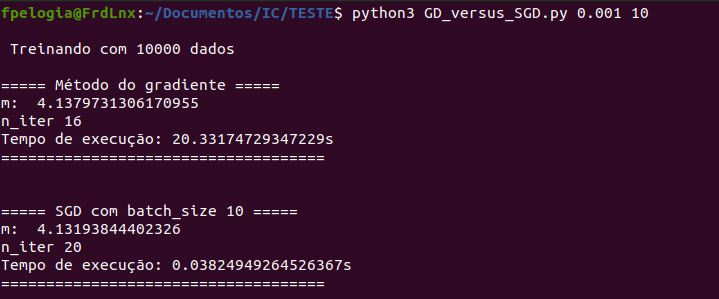 fpelogia@FrdLnx:~/Documentos/IC/TESTE$ python3 GD_versus_SGD.py 0.001 10
Treinando com 10000 dados
===== Método do gradiente =====
m:  4.1379731306170955
n_iter 16
Tempo de execução: 20.33174729347229s
====================================
===== SGD com batch_size 10 =====
m:  4.13193844402326
n_iter 20
Tempo de execução: 0.03824949264526367s
====================================